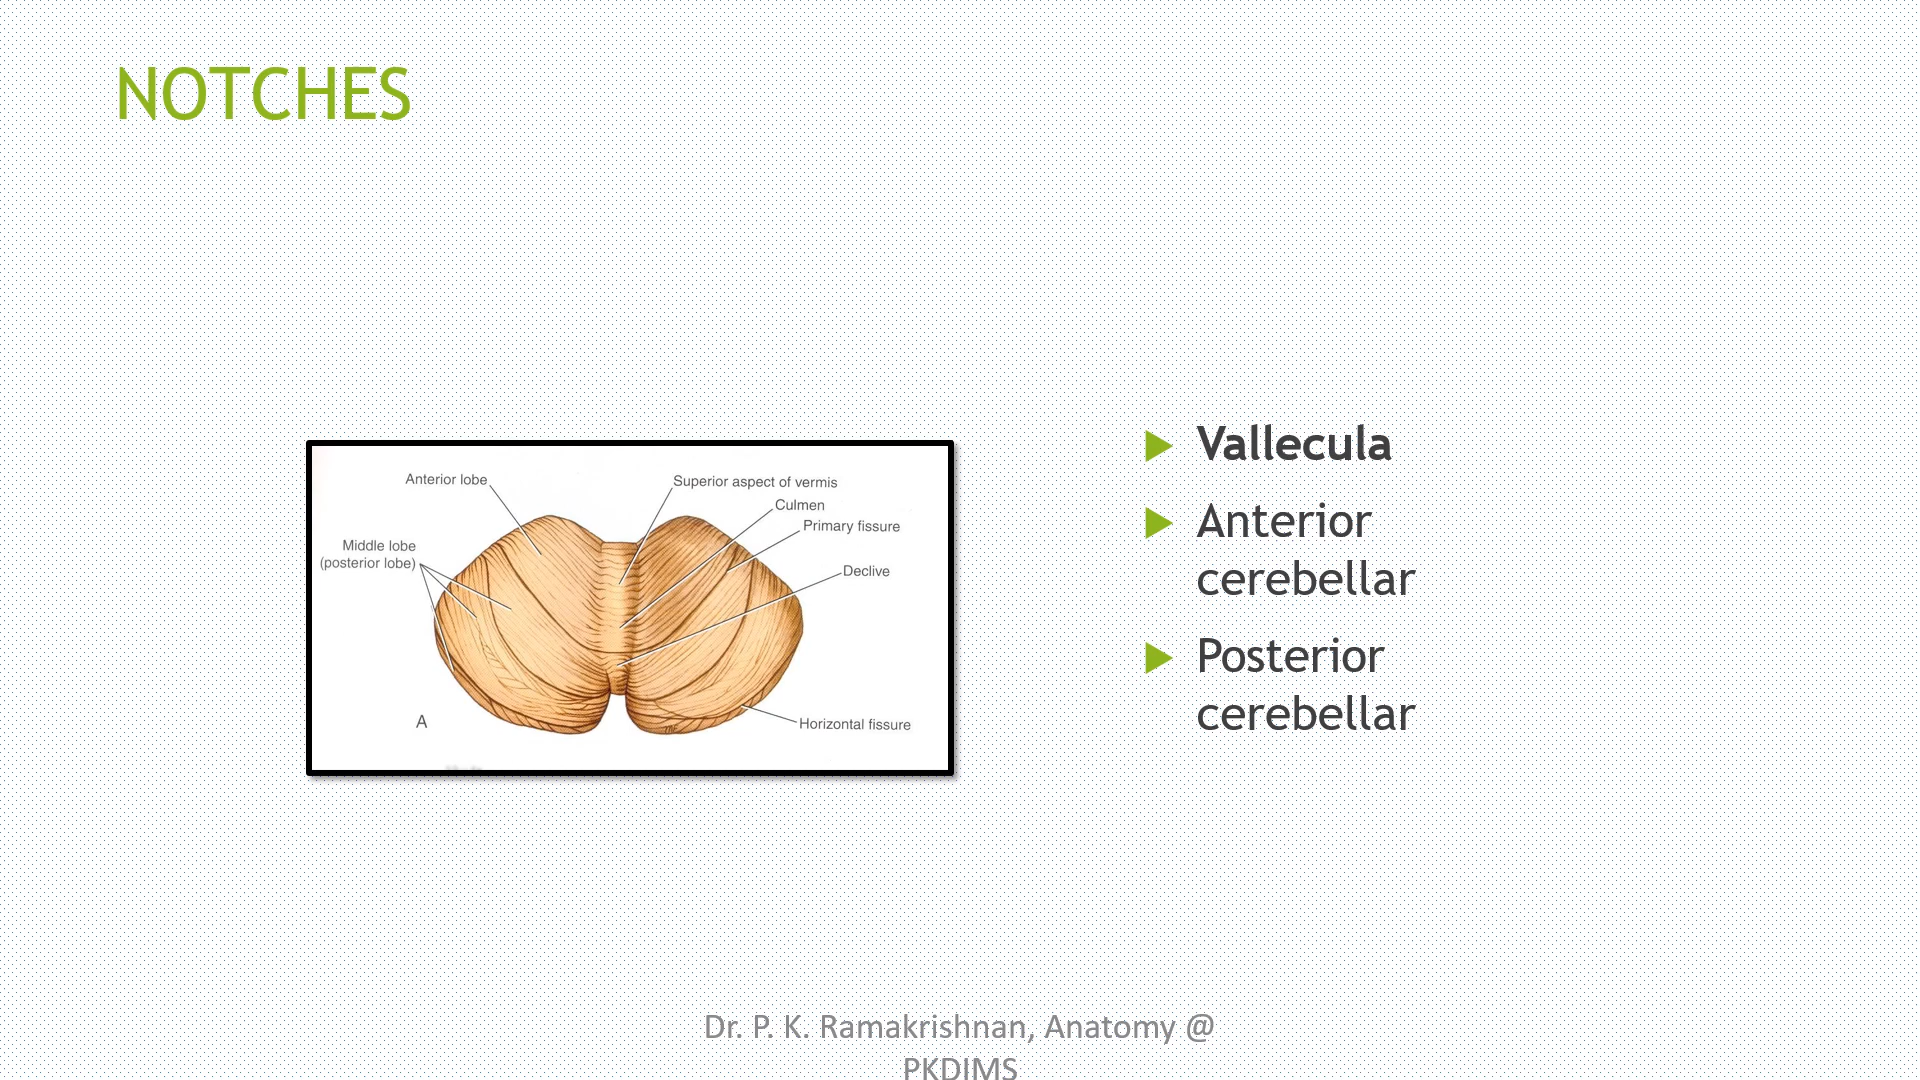 NOTCHES
Anterior lobe
Superior aspect of vermis
Culmen
Primary fissure
Middle lobe
(posterior lobe)
Declive
A
Horizontal fissure
Vallecula
Anterior
cerebellar
Posterior
cerebellar
Dr. P. K. Ramakrishnan, Anatomy @
PKDIMS